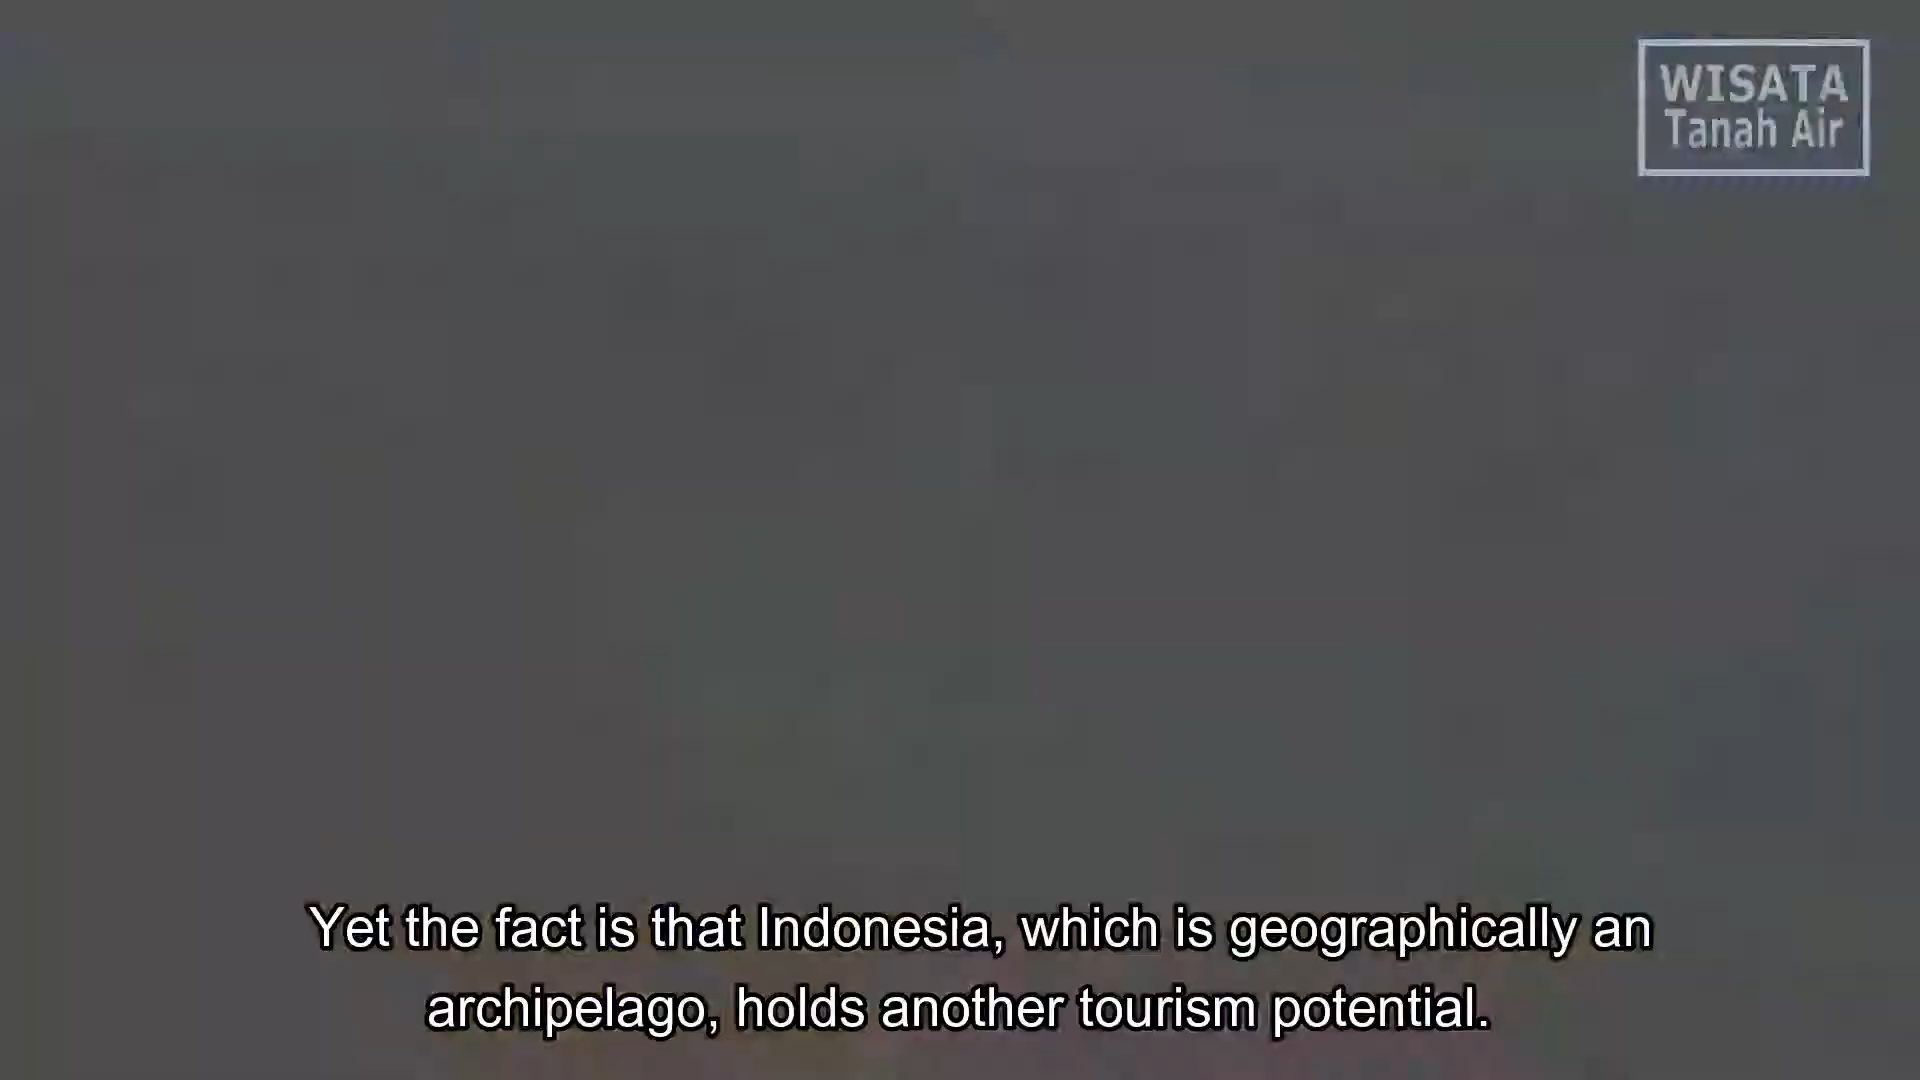 WISATA
Tanah Air
Yet the fact is that Indonesia, which is geographically an
archipelago, holds another tourism potential.